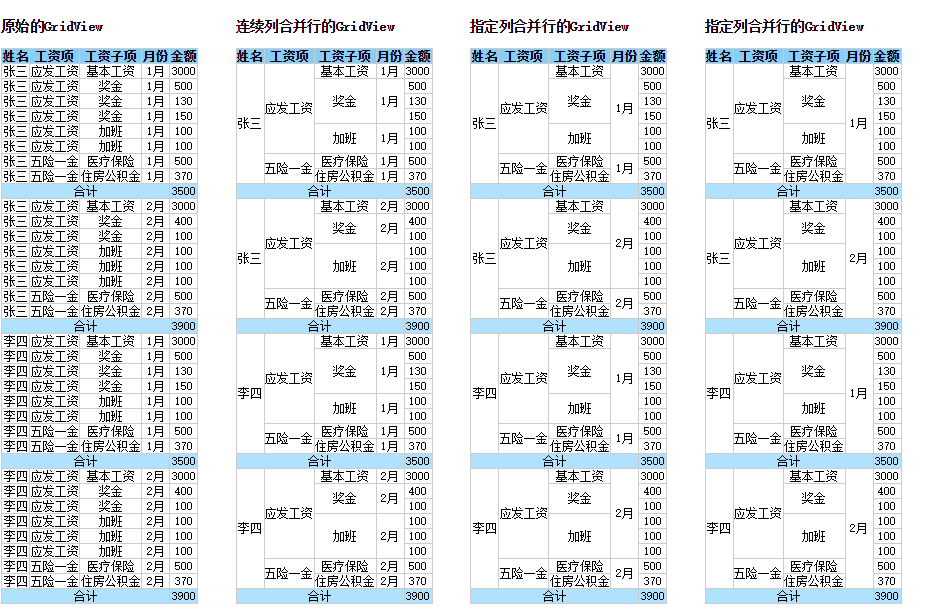 原始的GridView
姓名 工资项 工资子项 月份 金额
张三 应发工资 基本工资 1月 3000
张三 应发工资 奖金 1月 500
张三 应发工资 奖金 1月 130
张三 应发工资 奖金 1月 150
张三 应发工资 加班 1月 100
张三 应发工资 加班 1月 100
张三 五险一金 医疗保险 1月 500
张三 五险一金 住房公积金 1月 370
合计 3500
张三 应发工资 基本工资 2月 3000
张三 应发工资 奖金 2月 400
张三 应发工资 奖金 2月 100
张三 应发工资 加班 2月 100
张三 应发工资 加班 2月 100
张三 应发工资 加班 2月 100
张三 五险一金 医疗保险 2月 500
张三 五险一金 住房公积金 2月 370
合计 3900
李四 应发工资 基本工资 1月 3000
李四 应发工资 奖金 1月 500
李四 应发工资 奖金 1月 130
李四 应发工资 奖金 1月 150
李四 应发工资 加班 1月 100
李四 应发工资 加班 1月 100
李四 五险一金 医疗保险 1月 500
李四 五险一金 住房公积金 1月 370
合计 3500
李四 应发工资 基本工资 2月 3000
李四 应发工资 奖金 2月 400
李四 应发工资 奖金 2月 100
李四 应发工资 加班 2月 100
李四 应发工资 加班 2月 100
李四 应发工资 加班 2月 100
李四 五险一金 医疗保险 2月 500
李四 五险一金 住房公积金 2月 370
合计 3900
连续列合并行的GridView
姓名 工资项 工资子项 月份 金额
张三 应发工资 基本工资 1月 3000
奖金 1月 500
130
150
加班 1月 100
100
五险一金 医疗保险 1月 500
住房公积金 1月 370
合计 3500
张三 应发工资 基本工资 2月 3000
奖金 2月 400
100
加班 2月 100
100
100
五险一金 医疗保险 2月 500
住房公积金 2月 370
合计 3900
李四 应发工资 基本工资 1月 3000
奖金 1月 500
130
150
加班 1月 100
100
五险一金 医疗保险 1月 500
住房公积金 1月 370
合计 3500
李四 应发工资 基本工资 2月 3000
奖金 2月 400
100
加班 2月 100
100
100
五险一金 医疗保险 2月 500
住房公积金 2月 370
合计 3900
指定列合并行的GridView
姓名 工资项 工资子项 月份 金额
张三 应发工资 基本工资 1月 3000
奖金 500
130
150
加班 100
100
五险一金 医疗保险 1月 500
住房公积金 370
合计 3500
张三 应发工资 基本工资 2月 3000
奖金 400
100
加班 100
100
100
五险一金 医疗保险 2月 500
住房公积金 370
合计 3900
李四 应发工资 基本工资 1月 3000
奖金 500
130
150
加班 100
100
五险一金 医疗保险 1月 500
住房公积金 370
合计 3500
李四 应发工资 基本工资 2月 3000
奖金 400
100
加班 100
100
100
五险一金 医疗保险 2月 500
住房公积金 370
合计 3900
指定列合并行的GridView
姓名 工资项 工资子项 月份 金额
张三 应发工资 基本工资 1月 3000
奖金 500
130
150
加班 100
100
五险一金 医疗保险 500
住房公积金 370
合计 3500
张三 应发工资 基本工资 2月 3000
奖金 400
100
加班 100
100
100
五险一金 医疗保险 500
住房公积金 370
合计 3900
李四 应发工资 基本工资 1月 3000
奖金 500
130
150
加班 100
100
五险一金 医疗保险 500
住房公积金 370
合计 3500
李四 应发工资 基本工资 2月 3000
奖金 400
100
加班 100
100
100
五险一金 医疗保险 500
住房公积金 370
合计 3900